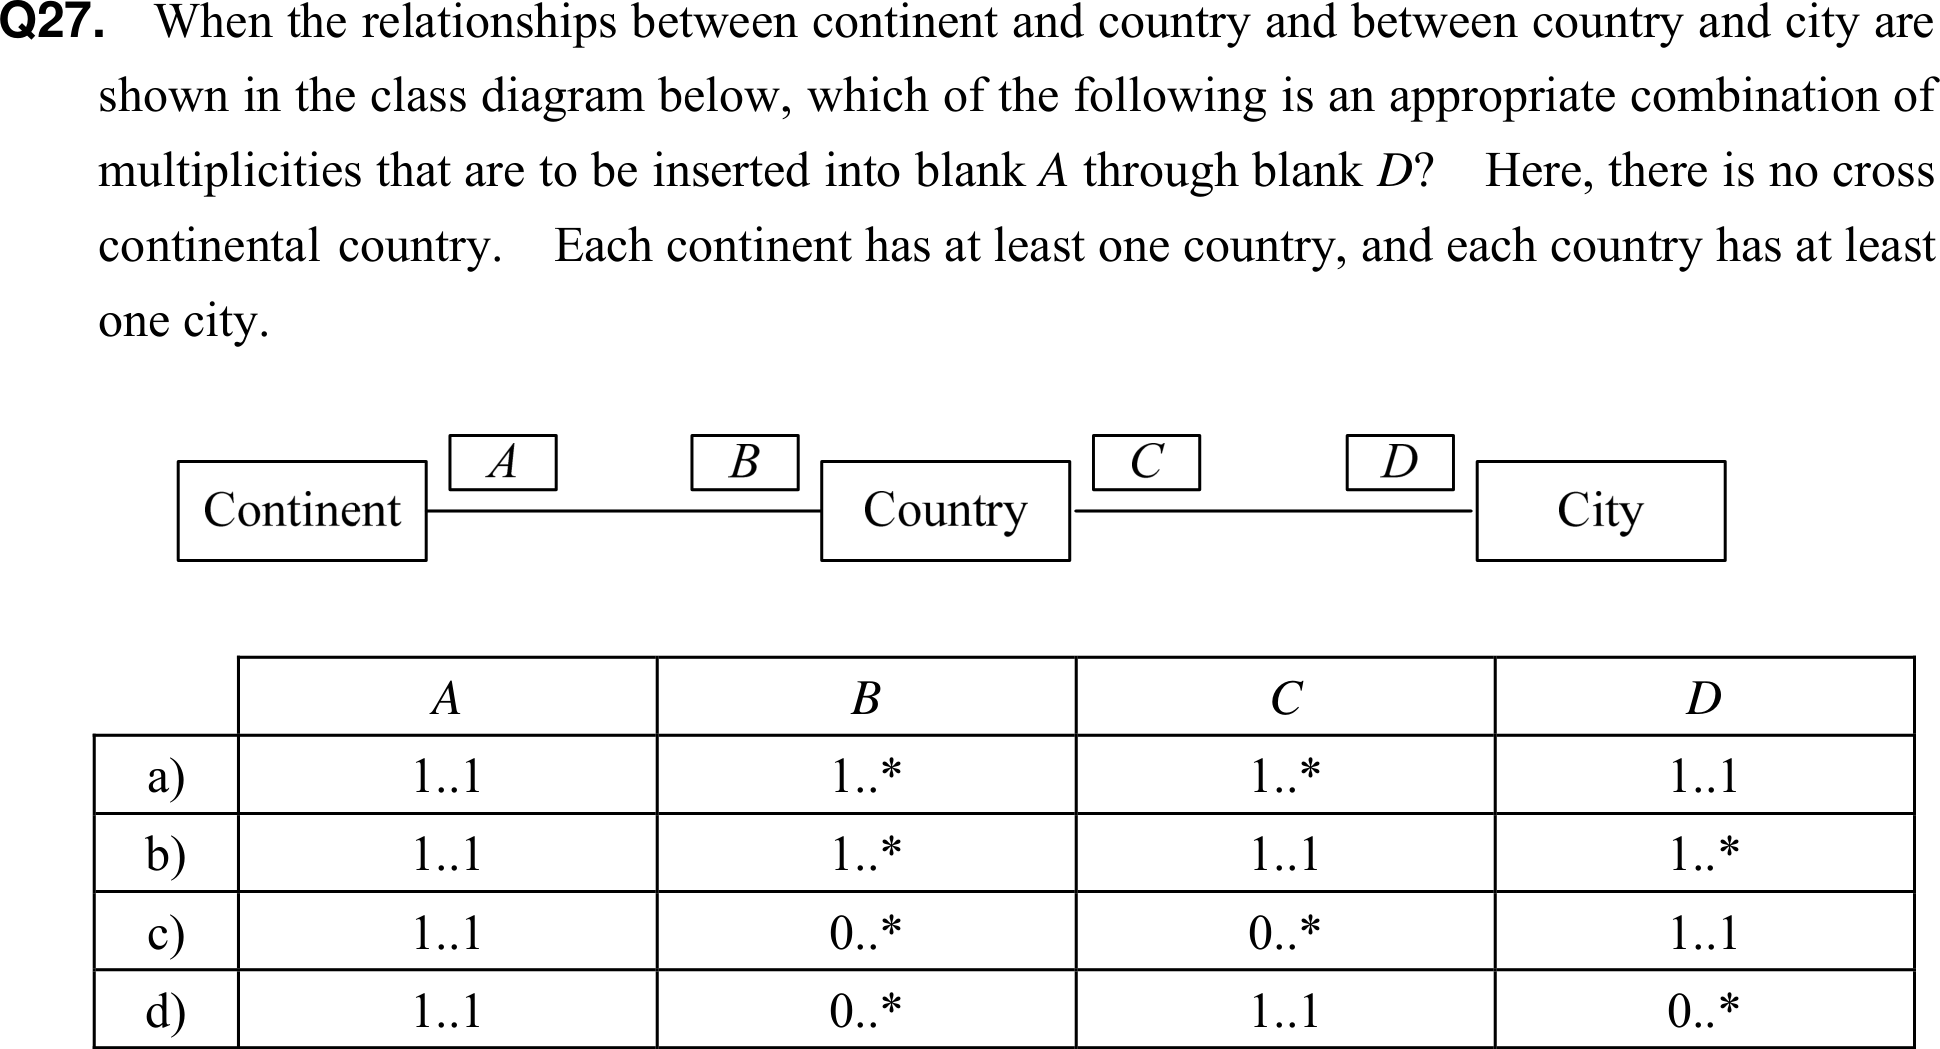 Q27. When the relationships between continent and country and between country and city are
shown in the class diagram below, which of the following is an appropriate combination of
multiplicities that are to be inserted into blank A through blank D? Here, there is no cross
continental country. Each continent has at least one country, and each country has at least
one city.
A B C D
Continent Country City
A B C D
a) 1..1 1..* 1..* 1..1
b) 1..1 1..* 1..1 1..*
c) 1..1 0..* 0..* 1..1
d) 1..1 0..* 1..1 0..*